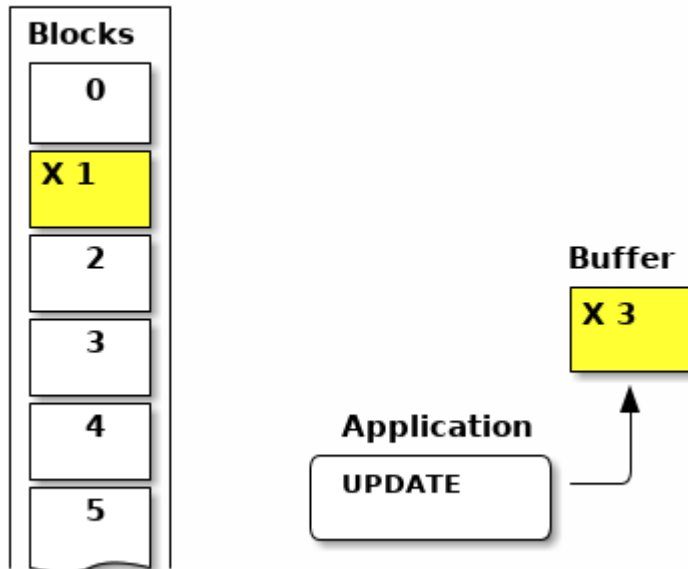 Blocks
0
X 1
2
3
4
5
Buffer
X 3
Application
UPDATE